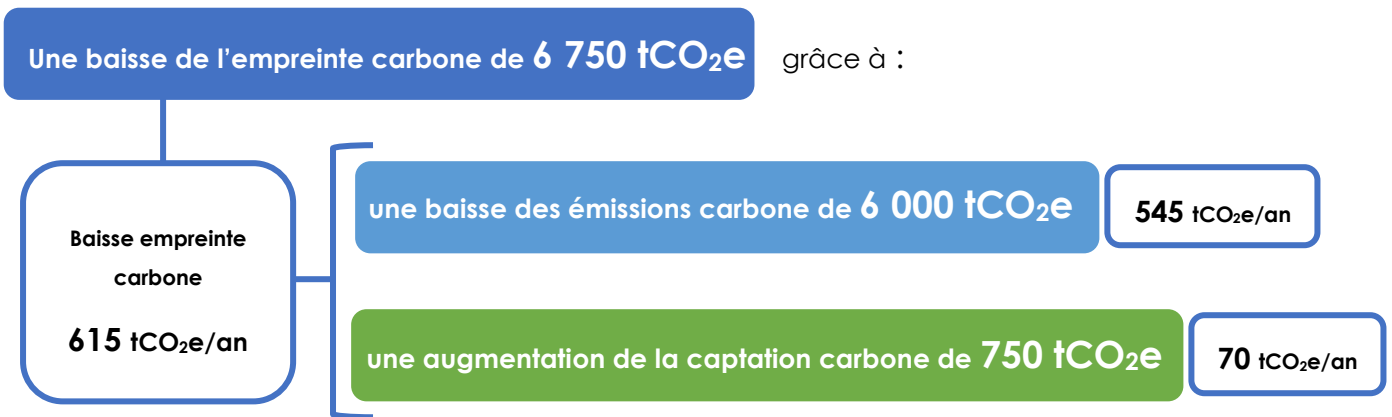 Une baisse de l’empreinte carbone de 6 750 tCO₂e grâce à :
une baisse des émissions carbone de 6 000 tCO₂e 545 tCO₂e/an
Baisse empreinte
carbone
615 tCO₂e/an
une augmentation de la captation carbone de 750 tCO₂e 70 tCO₂e/an